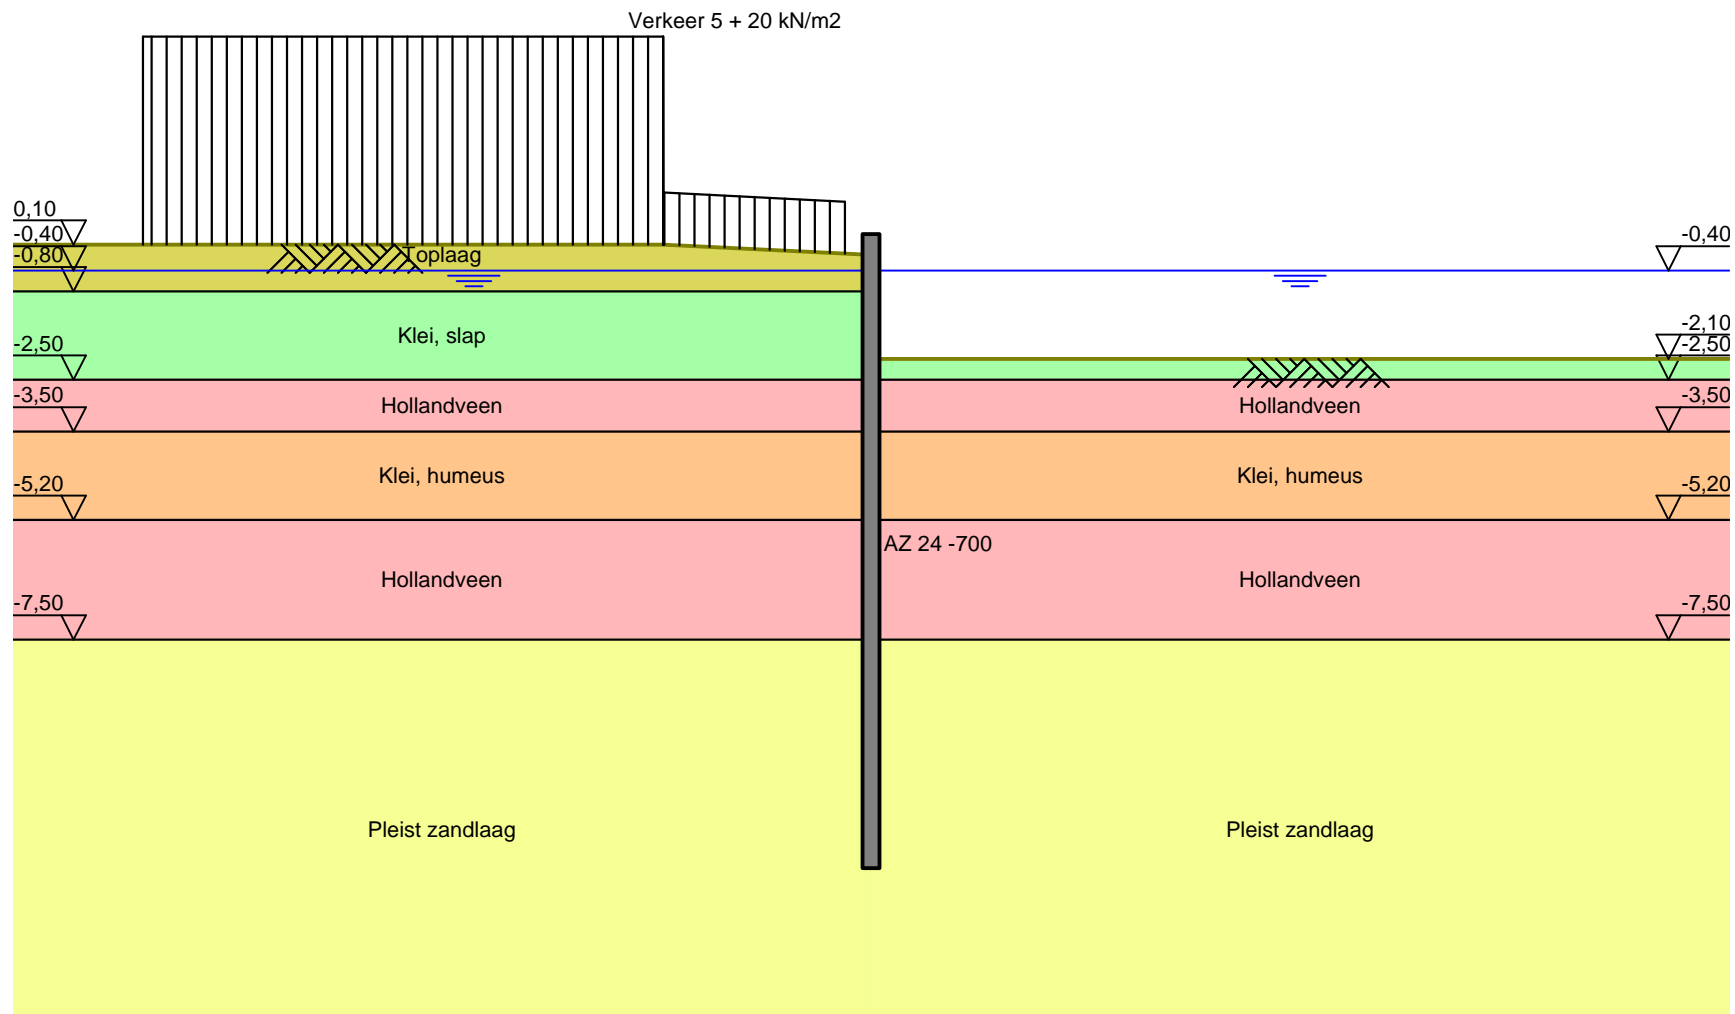 Verkeer 5 + 20 kN/m2
0,10
-0,40
-0,80
-0,40
Toplaag
-2,10
-2,50
Klei, slap
-2,50
-3,50
Hollandveen
Hollandveen
-3,50
-5,20
Klei, humeus
Klei, humeus
-5,20
AZ 24 -700
Hollandveen
Hollandveen
-7,50
-7,50
Pleist zandlaag
Pleist zandlaag